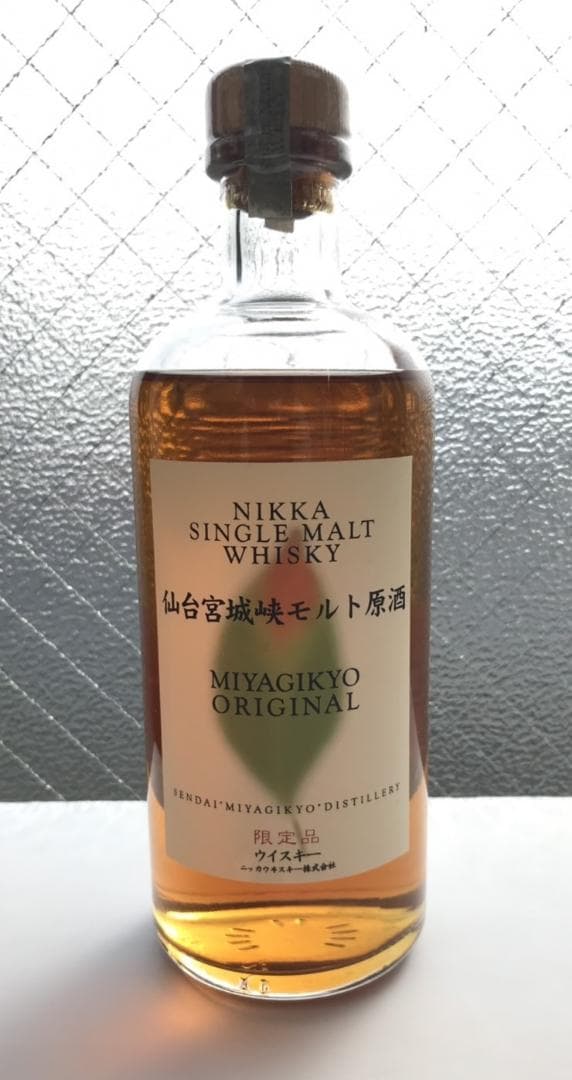 NIKKA
SINGLE MALT
WHISKY
仙台宮城峡モルト原酒
MIYAGIKYO
ORIGINAL
SENDAI "MIYAGIKYO" DISTILLERY
限定品
ウイスキー
ニッカウヰスキー株式会社